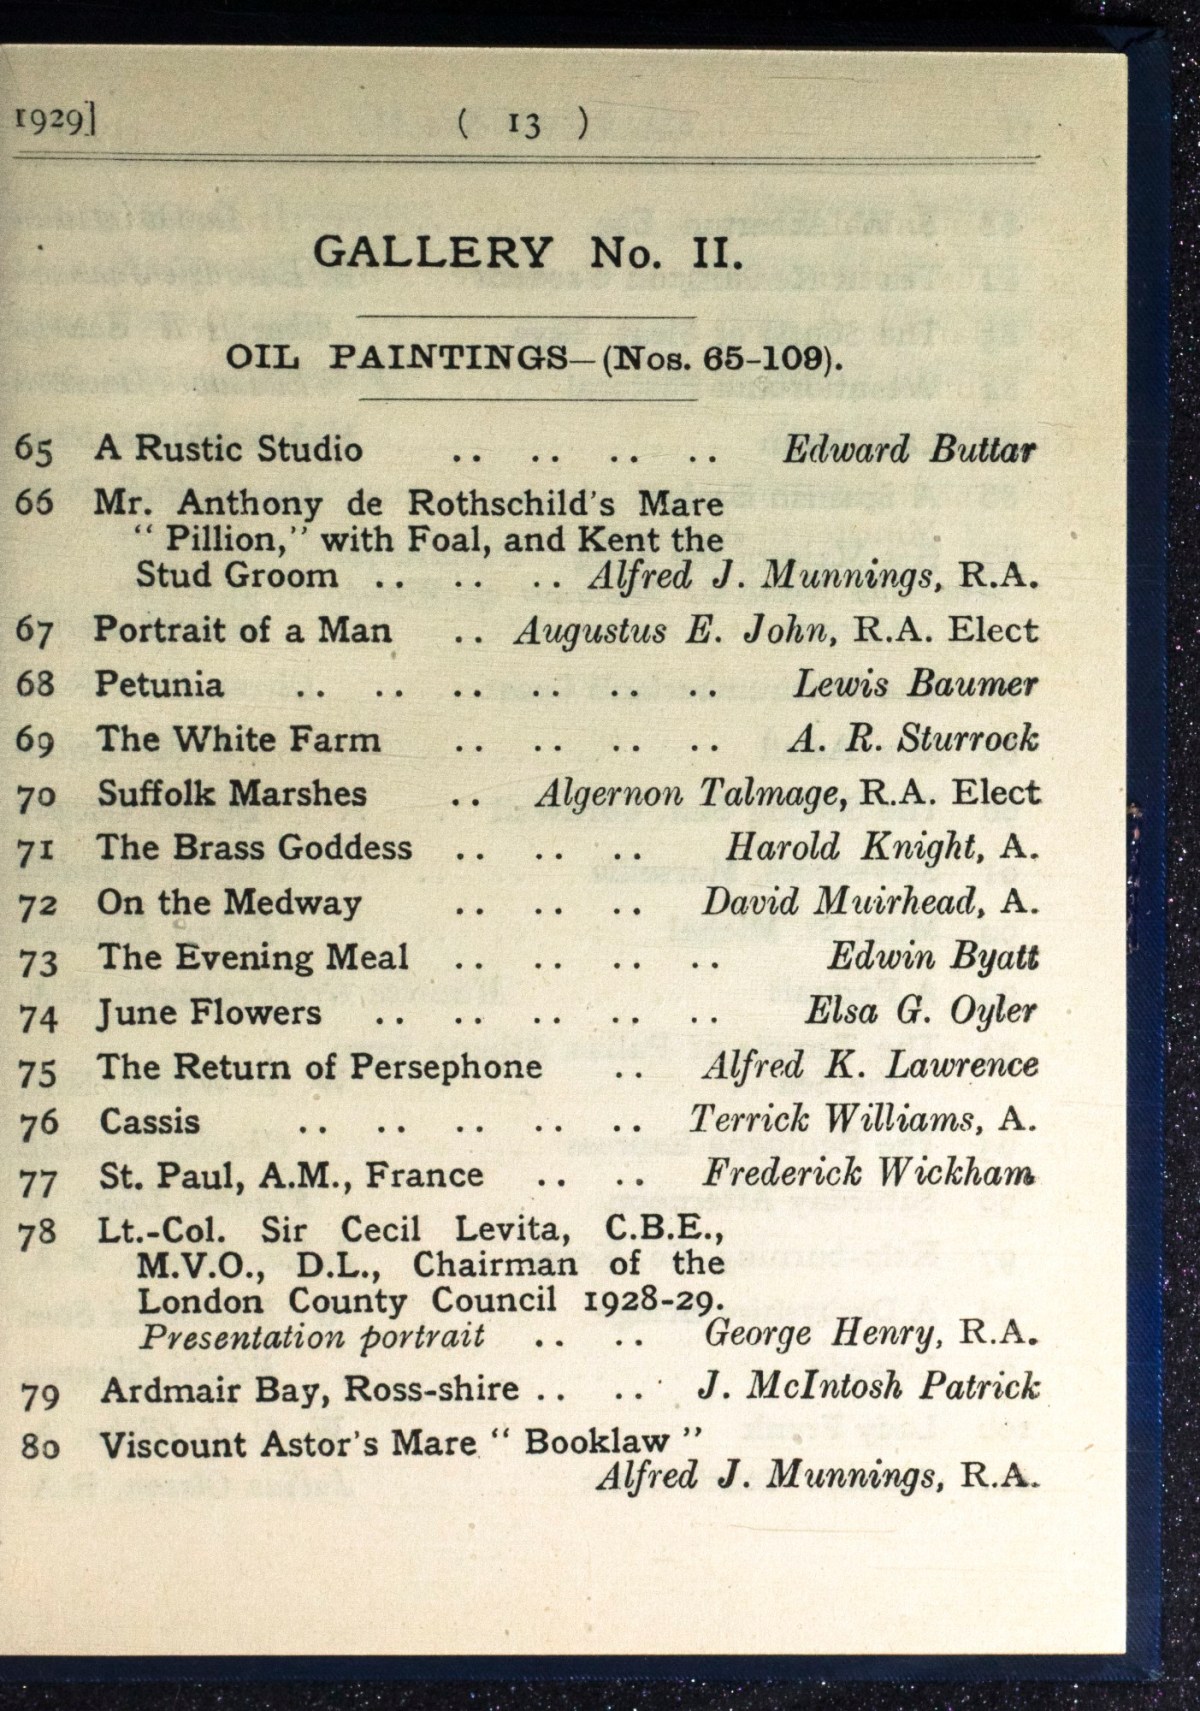 1929] ( 13 )
GALLERY No. II.
OIL PAINTINGS—(Nos. 65-109).
65 A Rustic Studio .. .. .. .. Edward Buttar
66 Mr. Anthony de Rothschild's Mare
" Pillion," with Foal, and Kent the
Stud Groom .. .. .. Alfred J. Munnings, R.A.
67 Portrait of a Man .. Augustus E. John, R.A. Elect
68 Petunia .. .. .. .. .. .. Lewis Baumer
69 The White Farm .. .. .. .. A. R. Sturrock
70 Suffolk Marshes .. Algernon Talmage, R.A. Elect
71 The Brass Goddess .. .. .. Harold Knight, A.
72 On the Medway .. .. .. David Muirhead, A.
73 The Evening Meal .. .. .. .. Edwin Byatt
74 June Flowers .. .. .. .. .. Elsa G. Oyler
75 The Return of Persephone .. Alfred K. Lawrence
76 Cassis .. .. .. .. .. Terrick Williams, A.
77 St. Paul, A.M., France .. .. Frederick Wickham
78 Lt.-Col. Sir Cecil Levita, C.B.E.,
M.V.O., D.L., Chairman of the
London County Council 1928-29.
Presentation portrait .. .. George Henry, R.A.
79 Ardmair Bay, Ross-shire .. .. J. McIntosh Patrick
80 Viscount Astor's Mare " Booklaw "
Alfred J. Munnings, R.A.